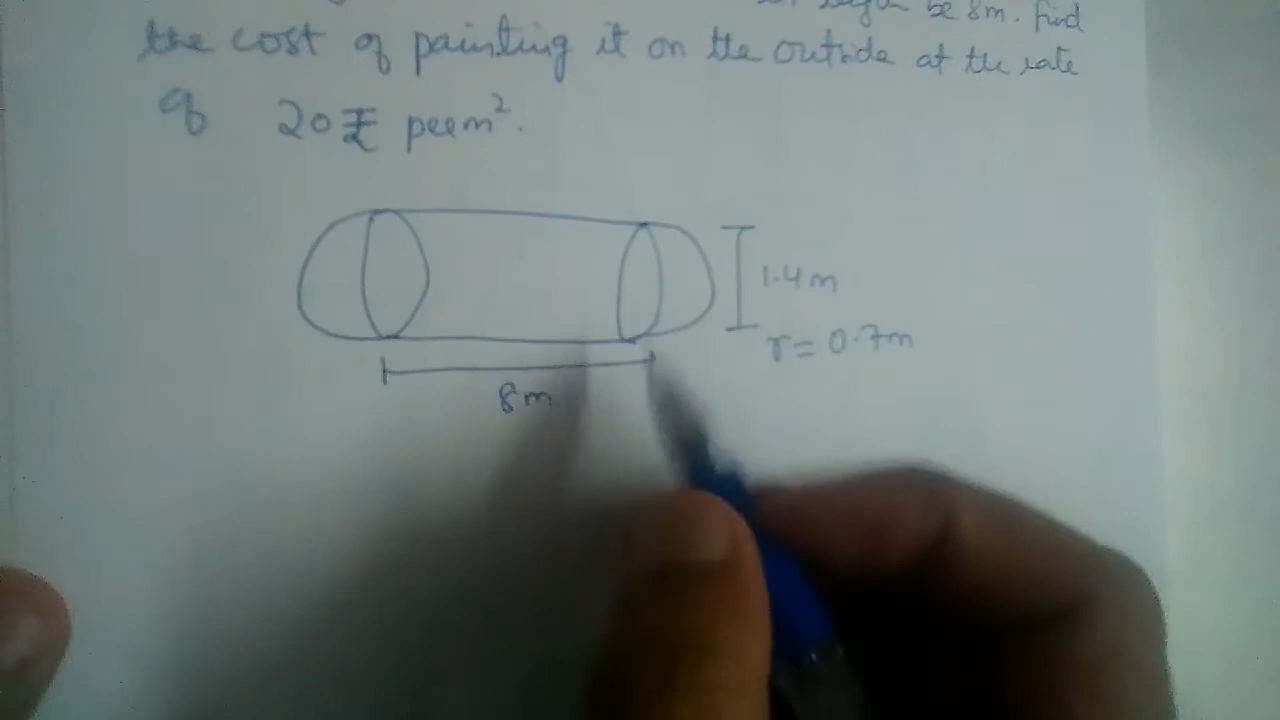 be 8m. find
the cost of painting it on the outside at the rate
of 20₹ per m².
1.4m
r = 0.7m
8m